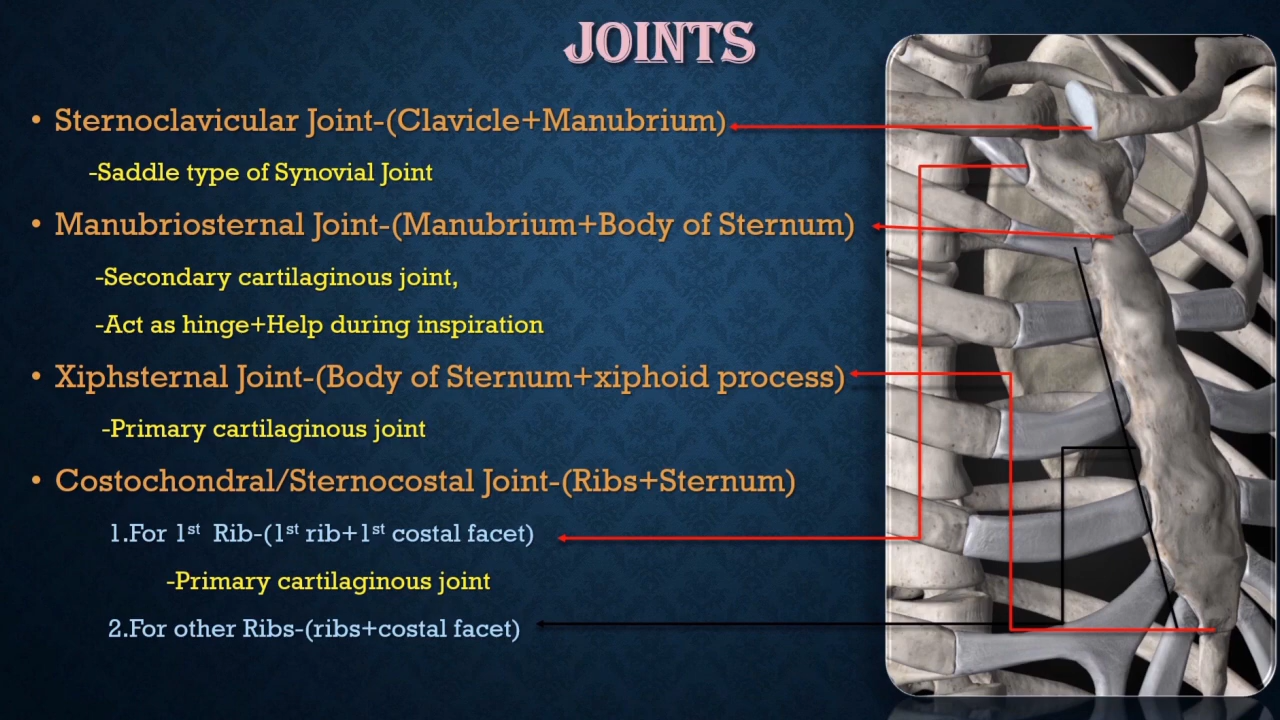 JOINTS
• Sternoclavicular Joint-(Clavicle+Manubrium)
-Saddle type of Synovial Joint
• Manubriosternal Joint-(Manubrium+Body of Sternum)
-Secondary cartilaginous joint,
-Act as hinge+Help during inspiration
• Xiphsternal Joint-(Body of Sternum+xiphoid process)
-Primary cartilaginous joint
• Costochondral/Sternocostal Joint-(Ribs+Sternum)
1.For 1st Rib-(1st rib+1st costal facet)
-Primary cartilaginous joint
2.For other Ribs-(ribs+costal facet)